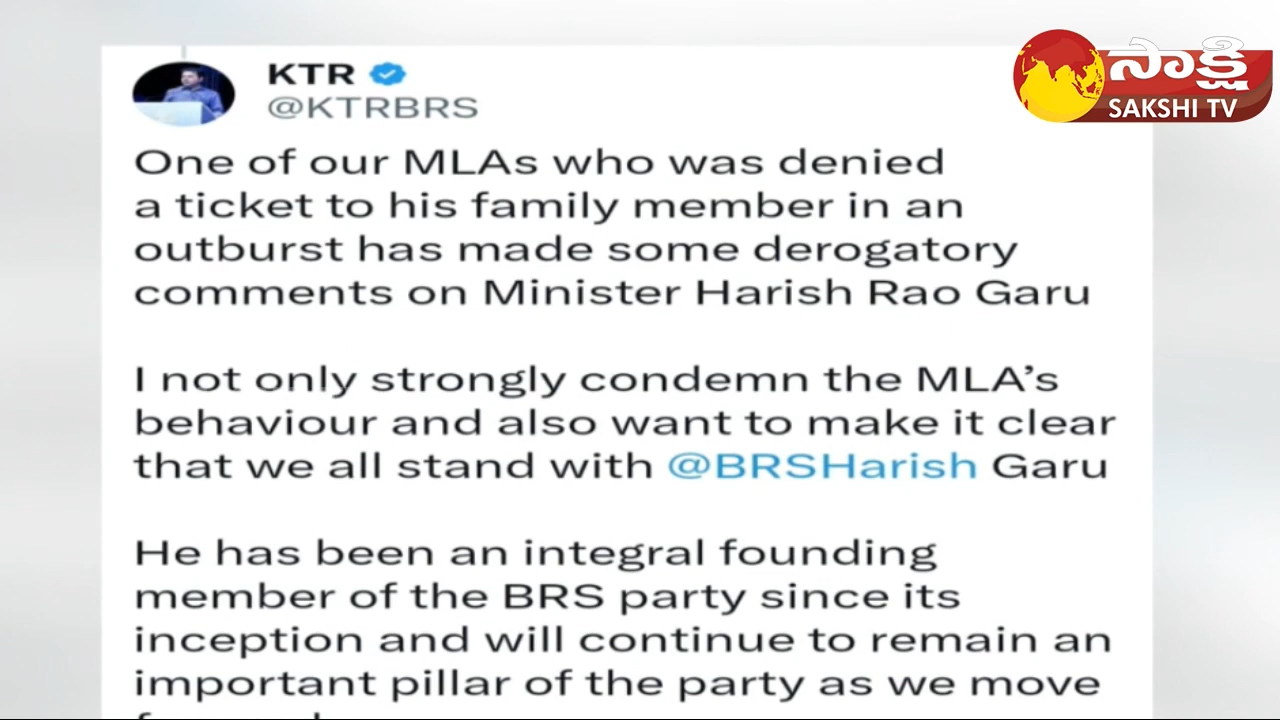 KTR
@KTRBRS
సాక్షి
SAKSHI TV
One of our MLAs who was denied
a ticket to his family member in an
outburst has made some derogatory
comments on Minister Harish Rao Garu
I not only strongly condemn the MLA’s
behaviour and also want to make it clear
that we all stand with @BRSHarish Garu
He has been an integral founding
member of the BRS party since its
inception and will continue to remain an
important pillar of the party as we move